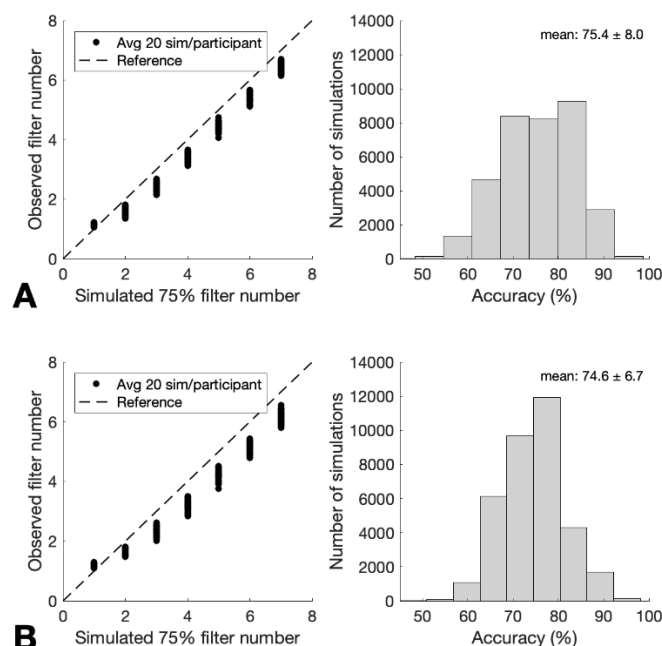 8
6
4
2
0
0 2 4 6 8
Observed filter number
Simulated 75% filter number
Avg 20 sim/participant
Reference
A
14000
12000
10000
8000
6000
4000
2000
0
50 60 70 80 90 100
Number of simulations
Accuracy (%)
mean: 75.4 ± 8.0
8
6
4
2
0
0 2 4 6 8
Observed filter number
Simulated 75% filter number
Avg 20 sim/participant
Reference
B
14000
12000
10000
8000
6000
4000
2000
0
50 60 70 80 90 100
Number of simulations
Accuracy (%)
mean: 74.6 ± 6.7